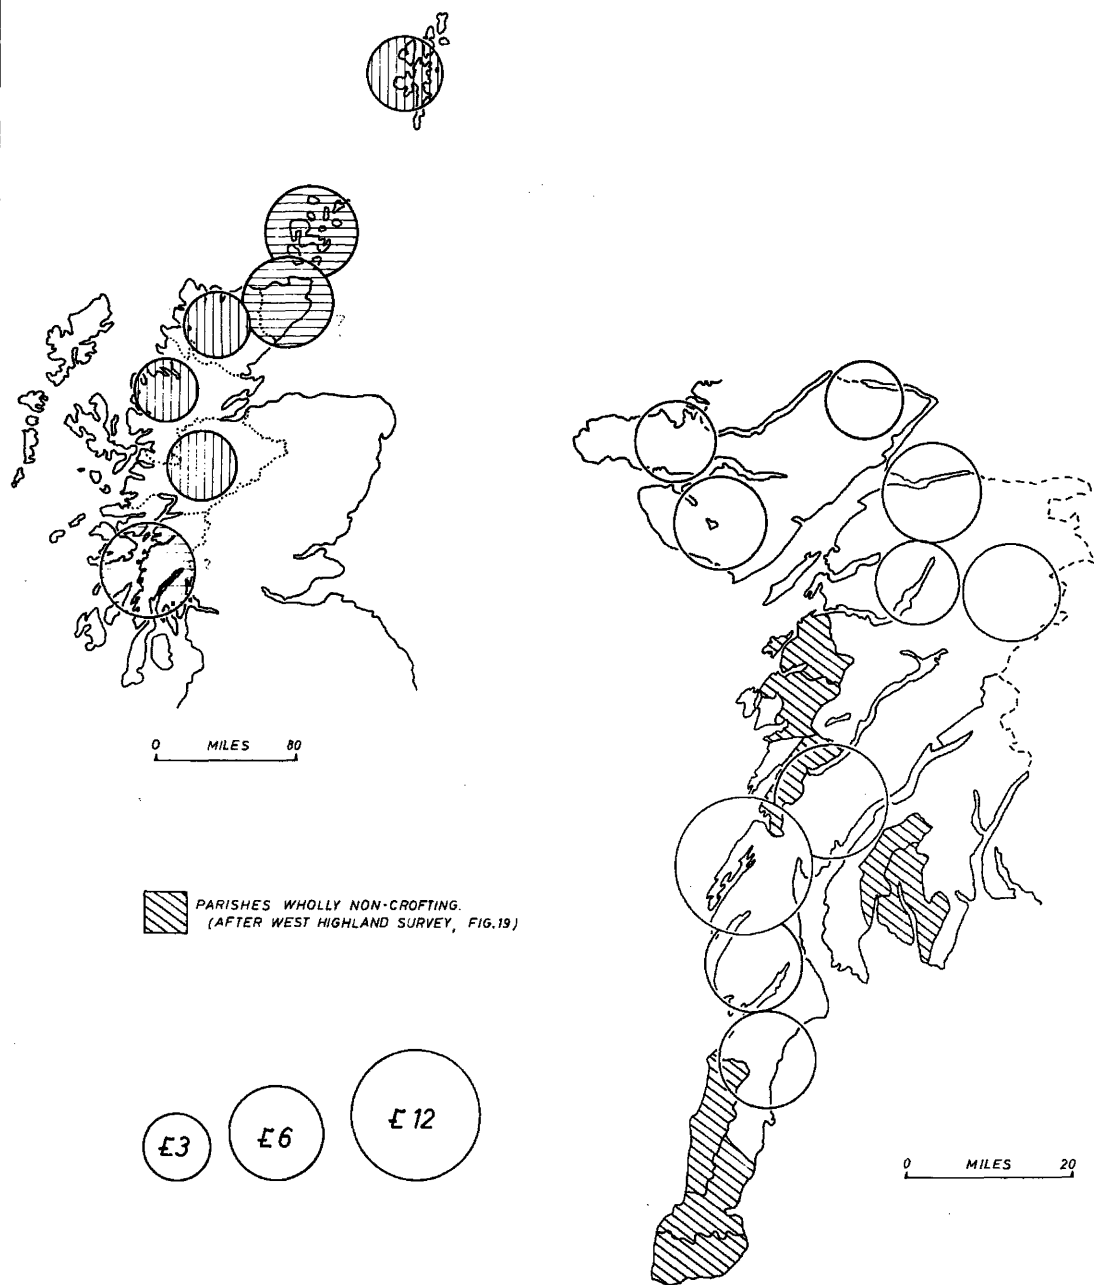 0 MILES 80
PARISHES WHOLLY NON-CROFTING.
(AFTER WEST HIGHLAND SURVEY, FIG.19)
£3
£6
£12
0 MILES 20